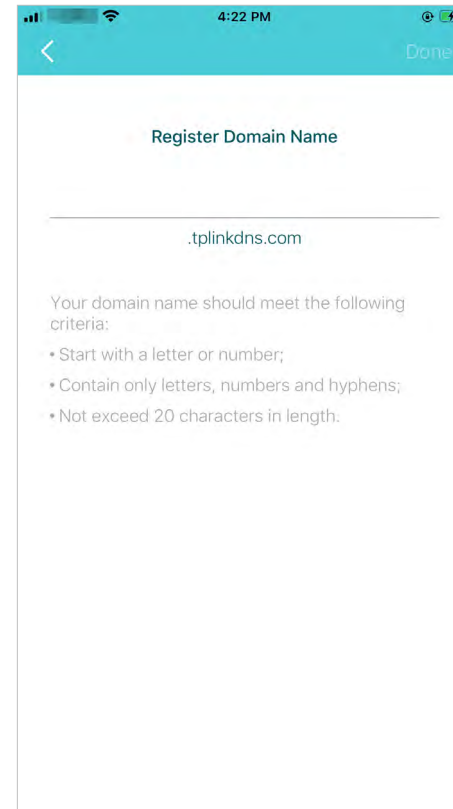 4:22 PM
Done
Register Domain Name
.tplinkdns.com
Your domain name should meet the following
criteria:
• Start with a letter or number;
• Contain only letters, numbers and hyphens;
• Not exceed 20 characters in length.